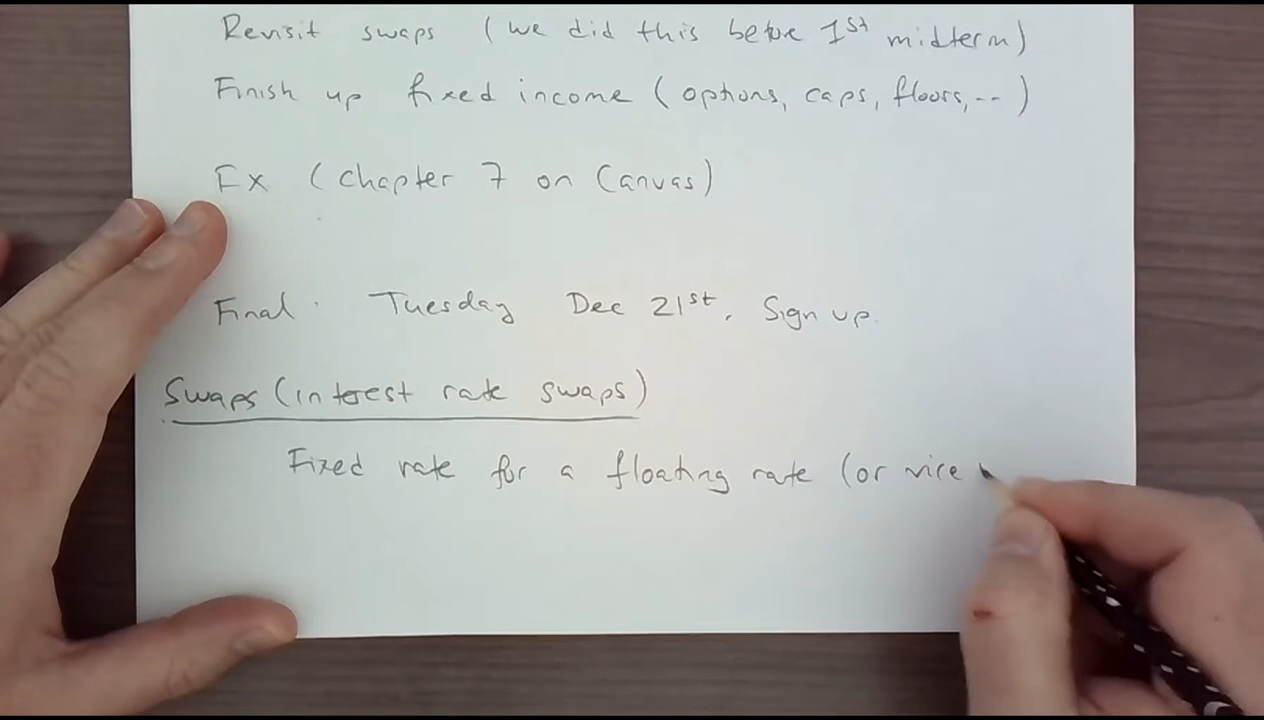 Revisit swaps (we did this before 1st midterm)
Finish up fixed income (options, caps, floors, --)
FX (chapter 7 on Canvas)
Final. Tuesday Dec 21st. Sign up.
Swaps (interest rate swaps)
Fixed rate for a floating rate (or vice